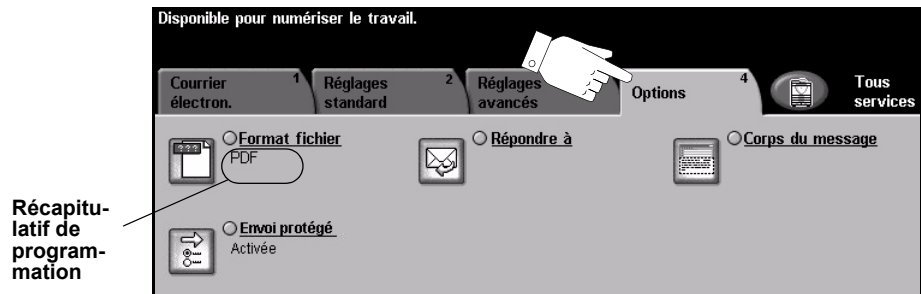 Disponible pour numériser le travail.
Courrier
électron.
1
Réglages
standard
2
Réglages
avancés
Options
4
Tous
services
Format fichier
PDF
Répondre à
Corps du message
Récapitu-
latif de
program-
mation
Envoi protégé
Activée